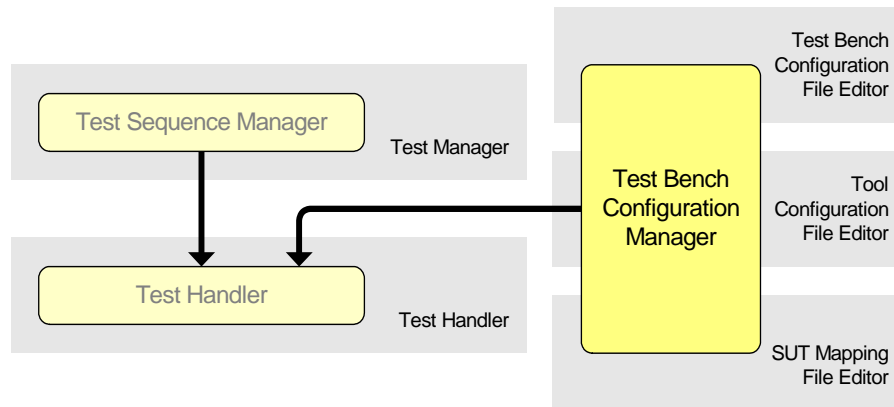 Test Sequence Manager
Test Manager
Test Handler
Test Handler
Test Bench
Configuration
Manager
Test Bench
Configuration
File Editor
Tool
Configuration
File Editor
SUT Mapping
File Editor